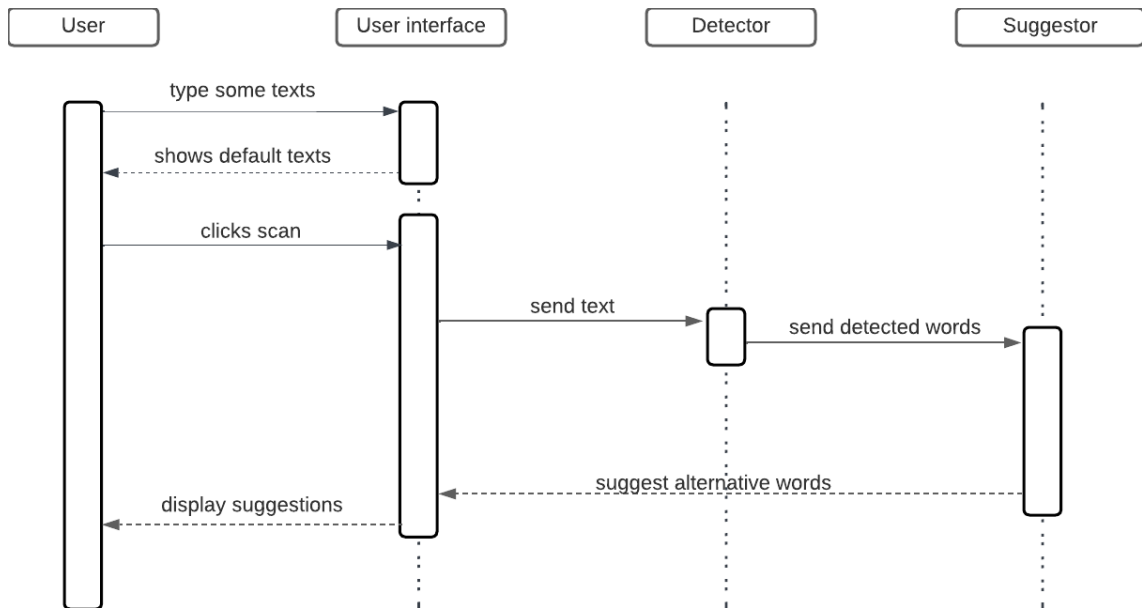 User
User interface
Detector
Suggestor
type some texts
shows default texts
clicks scan
send text
send detected words
suggest alternative words
display suggestions